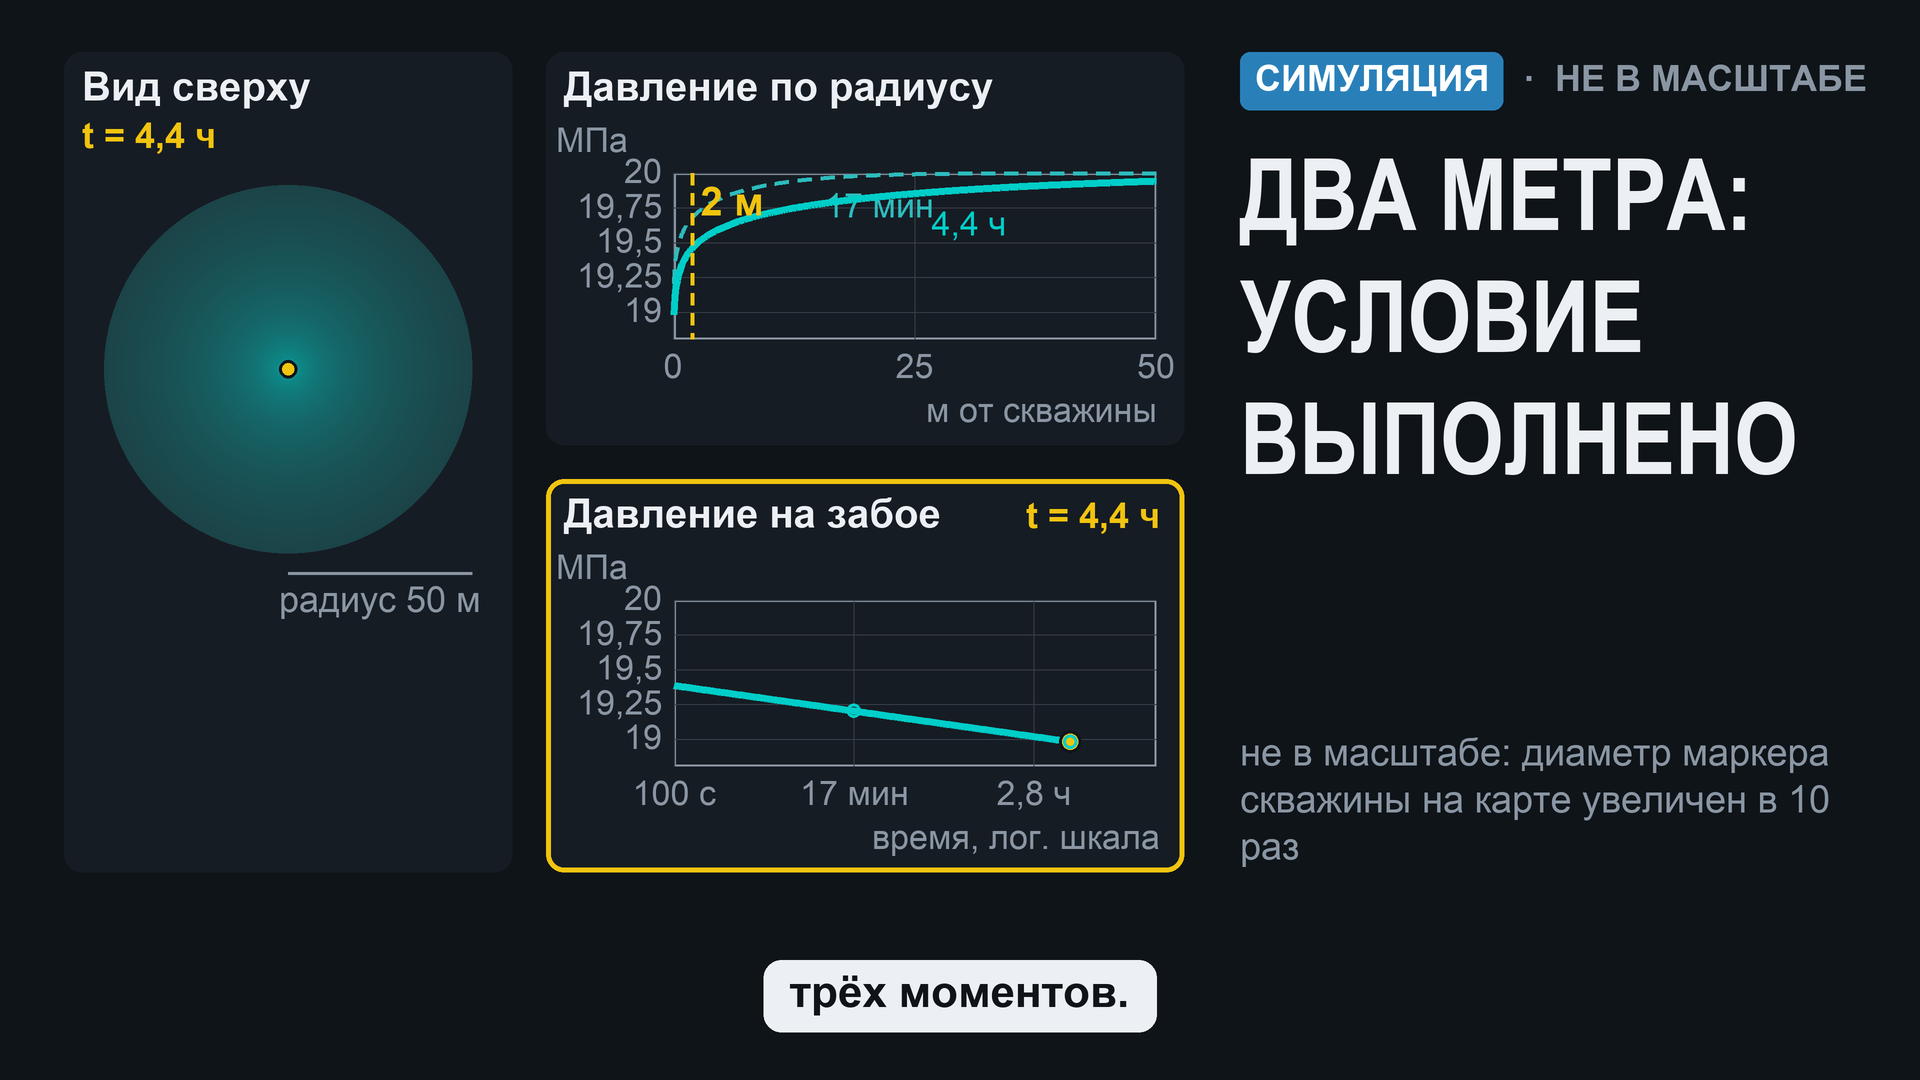 Вид сверху
t = 4,4 ч
радиус 50 м
Давление по радиусу
МПа
20
19,75
19,5
19,25
19
2 м
17 мин
4,4 ч
0 25 50
м от скважины
Давление на забое t = 4,4 ч
МПа
20
19,75
19,5
19,25
19
100 с 17 мин 2,8 ч
время, лог. шкала
СИМУЛЯЦИЯ · НЕ В МАСШТАБЕ
ДВА МЕТРА:
УСЛОВИЕ
ВЫПОЛНЕНО
не в масштабе: диаметр маркера
скважины на карте увеличен в 10
раз
трёх моментов.